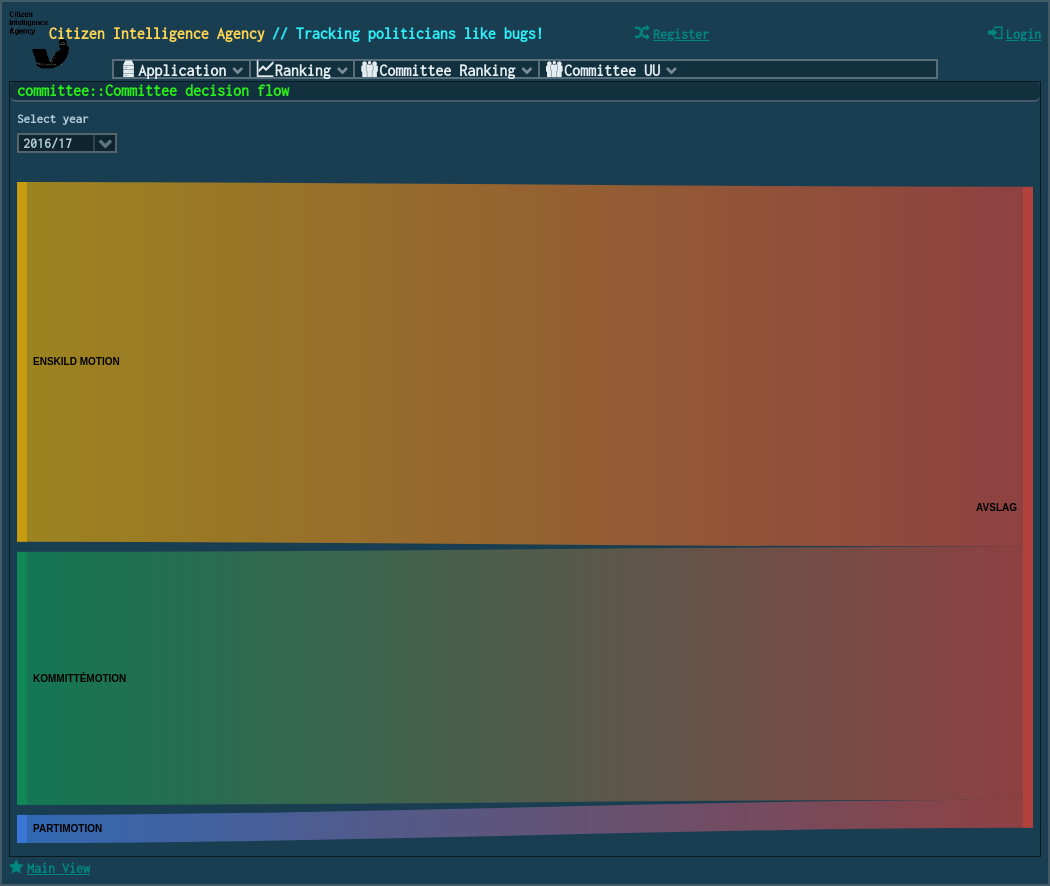 Citizen
Intelligence
Agency
Citizen Intelligence Agency // Tracking politicians like bugs!
Register
Login
Application
Ranking
Committee Ranking
Committee UU
committee::Committee decision flow
Select year
2016/17
ENSKILD MOTION
AVSLAG
KOMMITTÉMOTION
PARTIMOTION
Main View